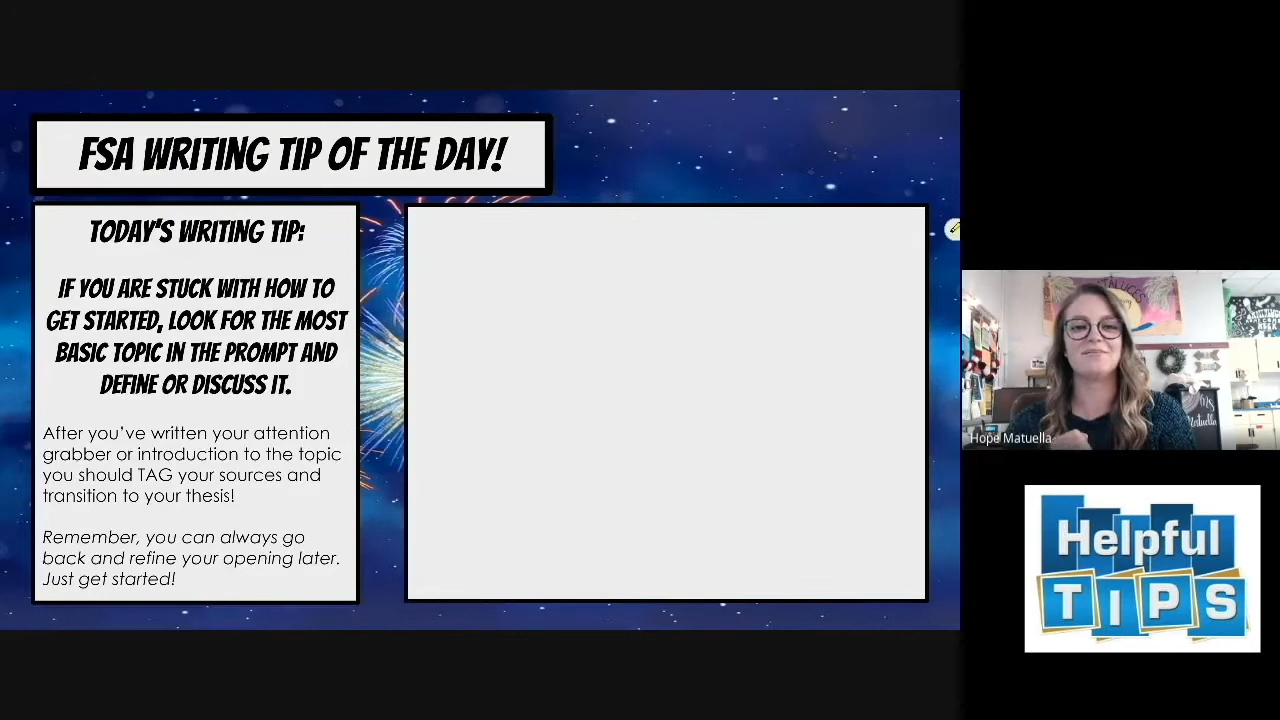 FSA WRITING TIP OF THE DAY!
TODAY'S WRITING TIP:
IF YOU ARE STUCK WITH HOW TO
GET STARTED, LOOK FOR THE MOST
BASIC TOPIC IN THE PROMPT AND
DEFINE OR DISCUSS IT.
After you've written your attention
grabber or introduction to the topic
you should TAG your sources and
transition to your thesis!
Remember, you can always go
back and refine your opening later.
Just get started!
Ms
Matuella
Hope Matuella
Helpful
TIPS